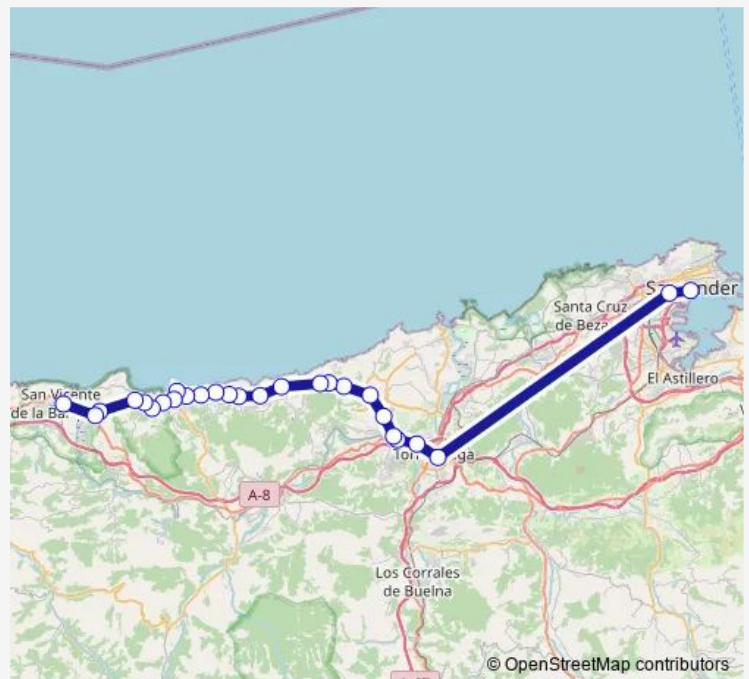 Santa Cruz
de Beza
El Astillero
San Vicente
de la Ba
A-8
Los Corrales
de Buelna
© OpenStreetMap contributors